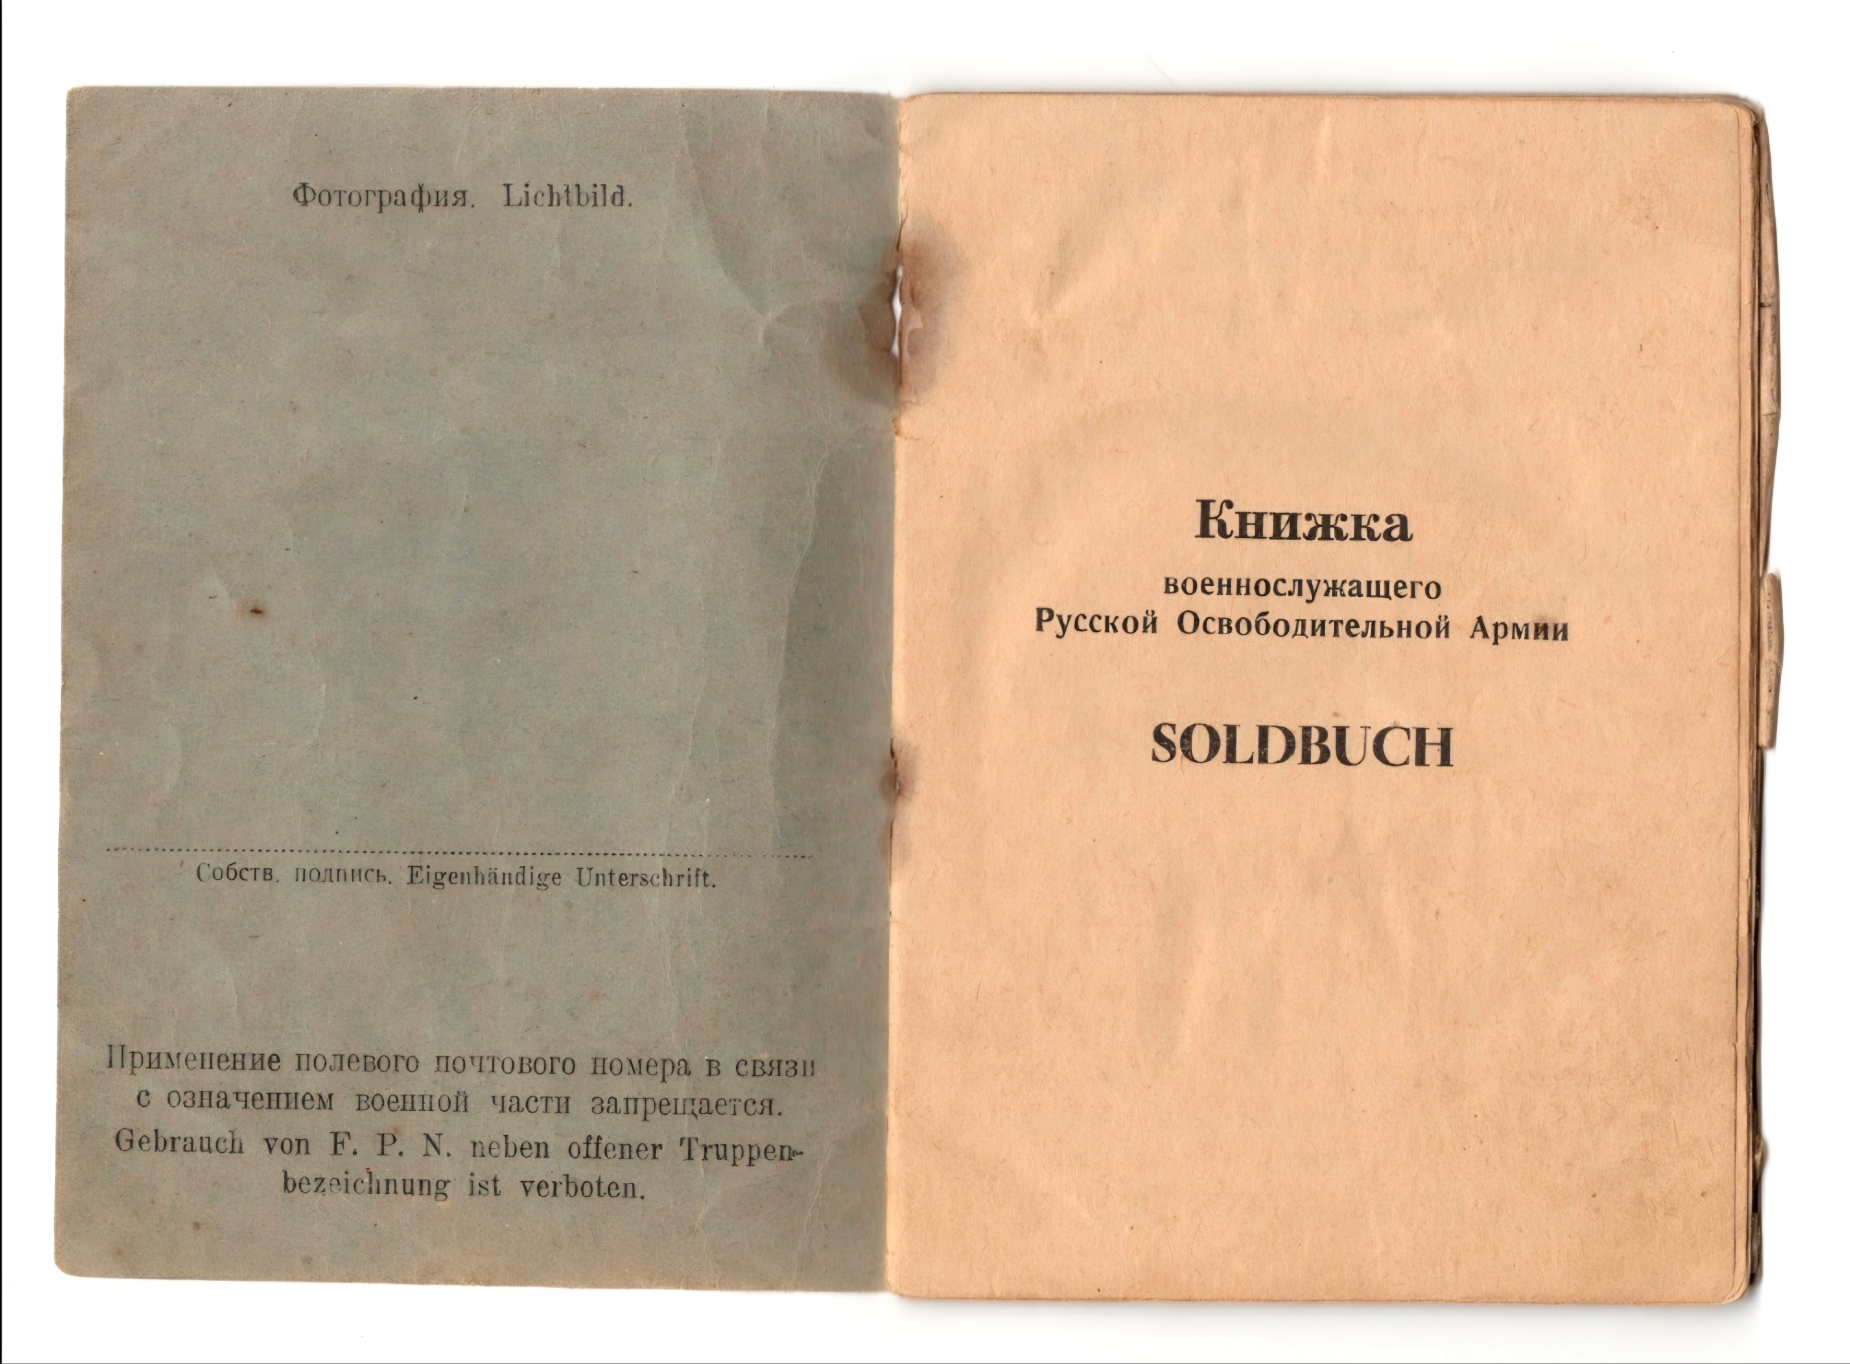 Фотография. Lichtbild.
Собств. подпись. Eigenhändige Unterschrift.
Применение полевого почтового номера в связи
с означением военной части запрещается.
Gebrauch von F. P. N. neben offener Truppen-
bezeichnung ist verboten.
Книжка
военнослужащего
Русской Освободительной Армии
SOLDBUCH